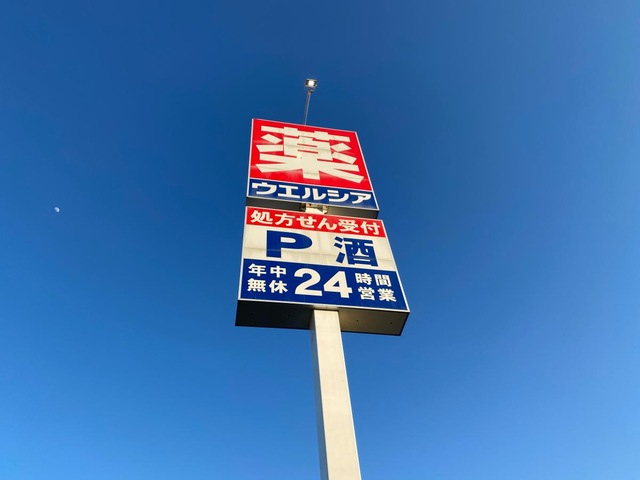 薬
ウエルシア
処方せん受付
P 酒
年中無休 24 時間営業